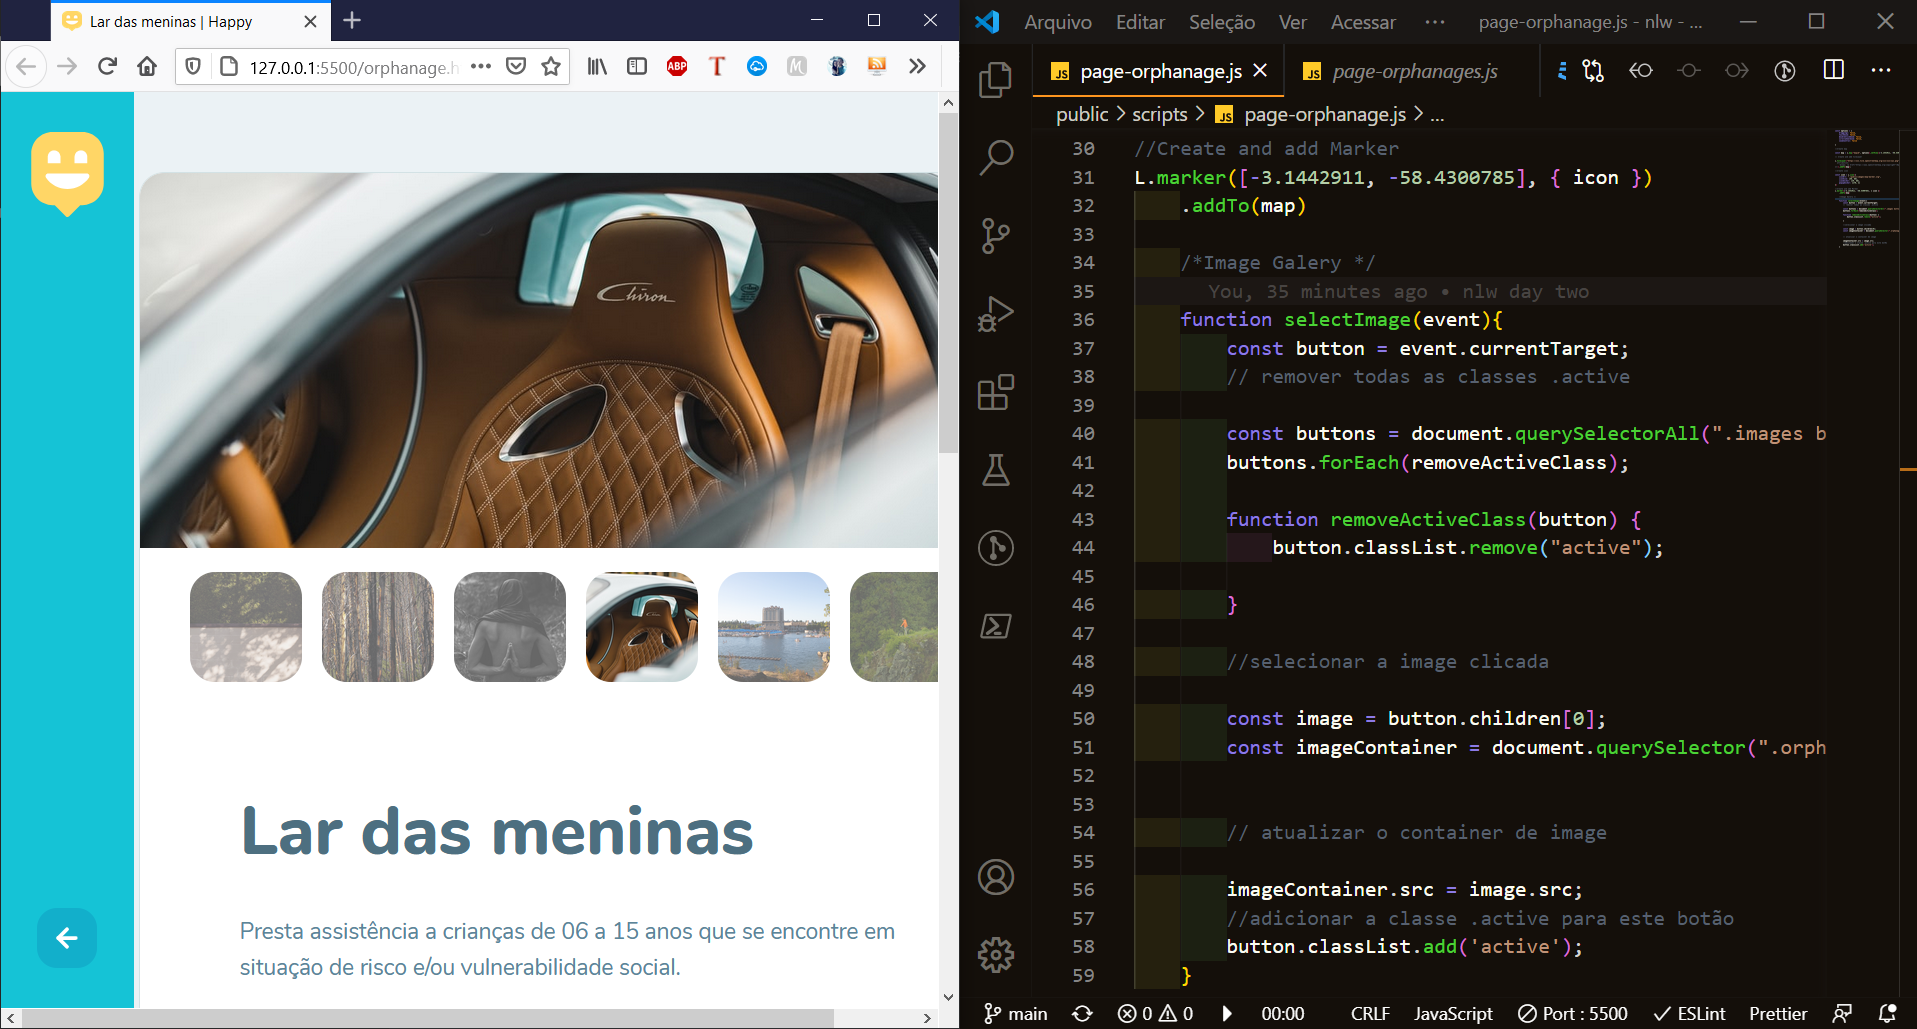 Lar das meninas | Happy
127.0.0.1:5500/orphanage.h
ABP
T
M
Chiron
Chiron
Lar das meninas
Presta assistência a crianças de 06 a 15 anos que se encontre em
situação de risco e/ou vulnerabilidade social.
Arquivo Editar Seleção Ver Acessar ··· page-orphanage.js - nlw - ...
JS page-orphanage.js JS page-orphanages.js
public > scripts > JS page-orphanage.js > ...
30 //Create and add Marker
31 L.marker([-3.1442911, -58.4300785], { icon })
32 .addTo(map)
33
34 /*Image Galery */
35 You, 35 minutes ago • nlw day two
36 function selectImage(event){
37 const button = event.currentTarget;
38 // remover todas as classes .active
39
40 const buttons = document.querySelectorAll(".images b
41 buttons.forEach(removeActiveClass);
42
43 function removeActiveClass(button) {
44 button.classList.remove("active");
45
46 }
47
48 //selecionar a image clicada
49
50 const image = button.children[0];
51 const imageContainer = document.querySelector(".orph
52
53
54 // atualizar o container de image
55
56 imageContainer.src = image.src;
57 //adicionar a classe .active para este botão
58 button.classList.add('active');
59 }
main 0 0 00:00 CRLF JavaScript Port : 5500 ESLint Prettier